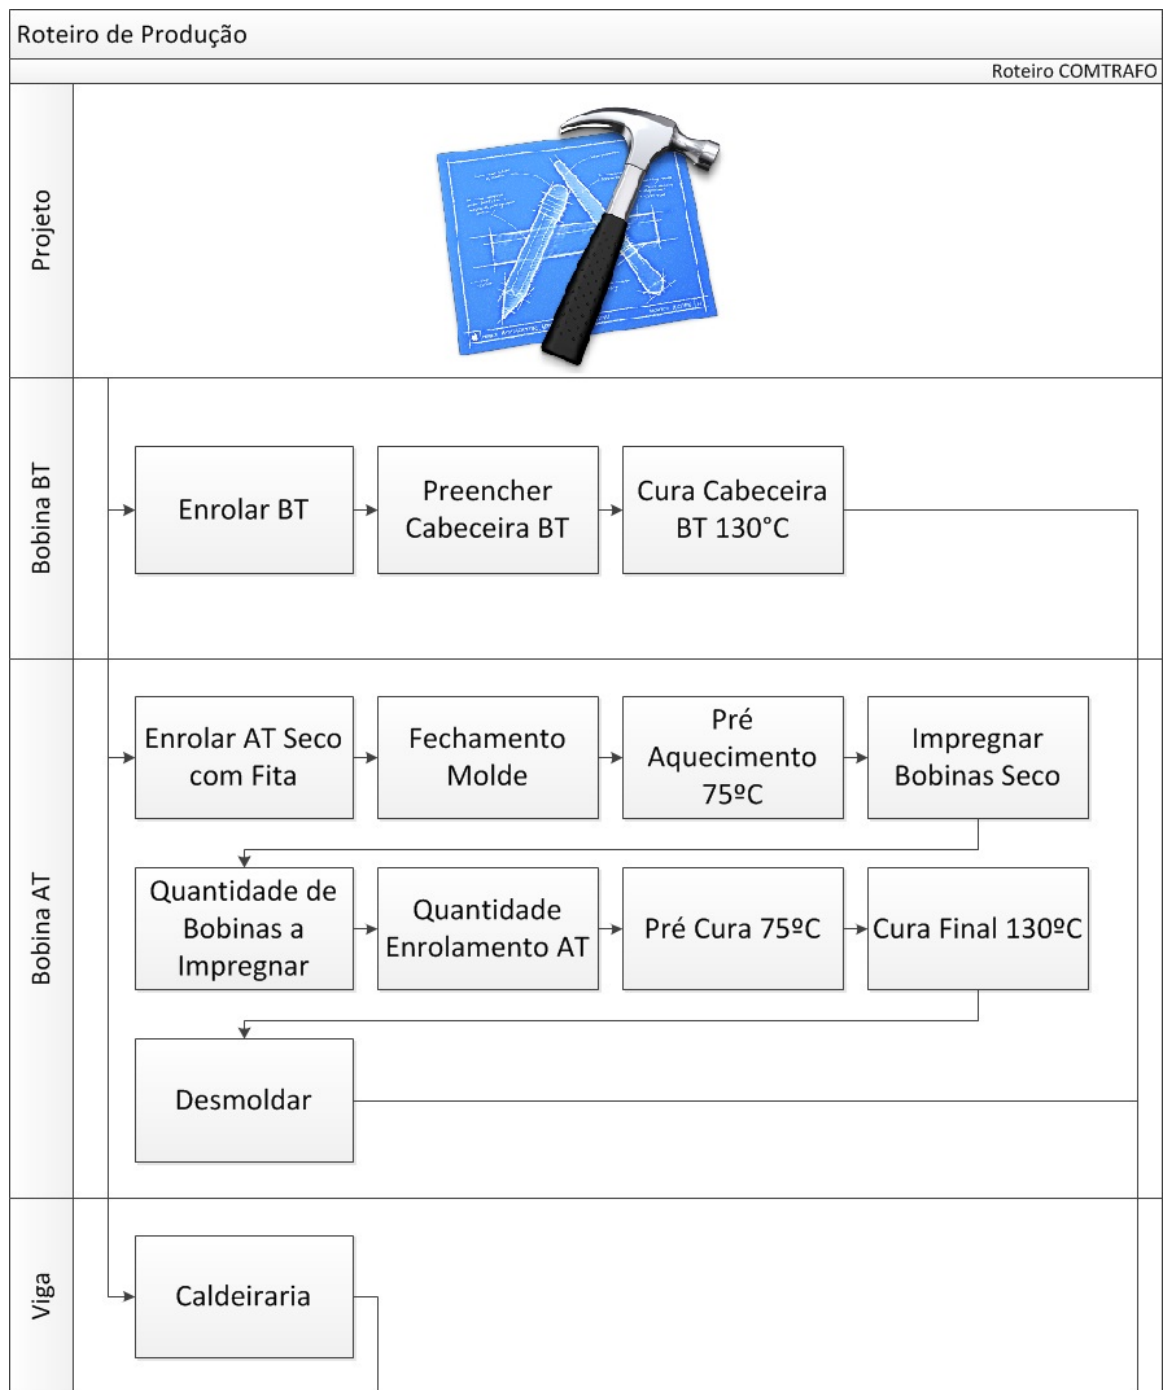 Roteiro de Produção
Roteiro COMTRAFO
Projeto
Bobina BT
Enrolar BT
Preencher
Cabeceira BT
Cura Cabeceira
BT 130°C
Bobina AT
Enrolar AT Seco
com Fita
Fechamento
Molde
Pré
Aquecimento
75ºC
Impregnar
Bobinas Seco
Quantidade de
Bobinas a
Impregnar
Quantidade
Enrolamento AT
Pré Cura 75ºC
Cura Final 130ºC
Desmoldar
Viga
Caldeiraria